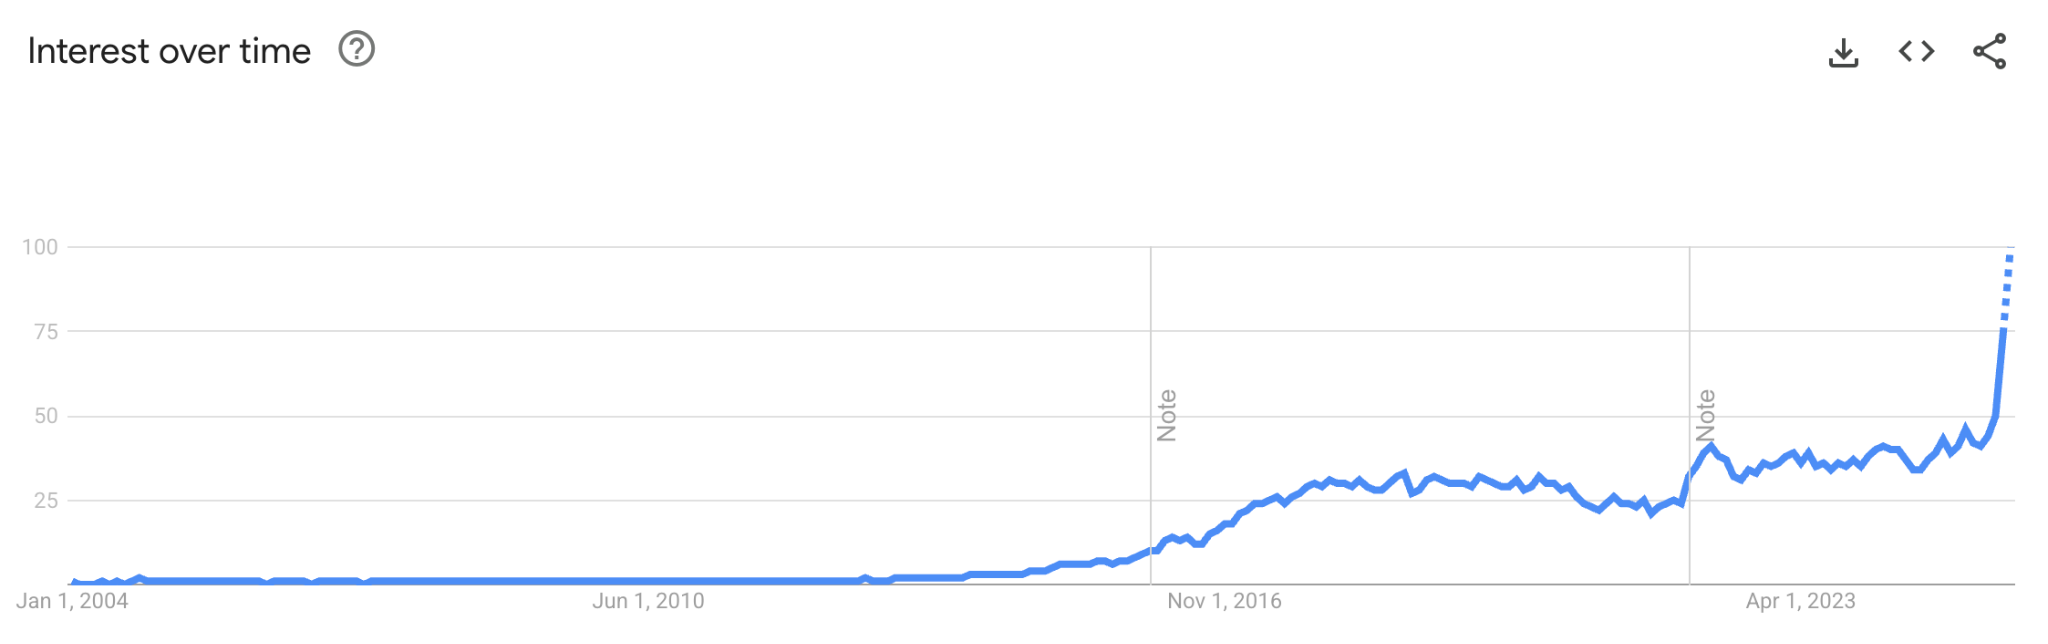 Interest over time
100
75
50
25
Note
Note
Jan 1, 2004
Jun 1, 2010
Nov 1, 2016
Apr 1, 2023